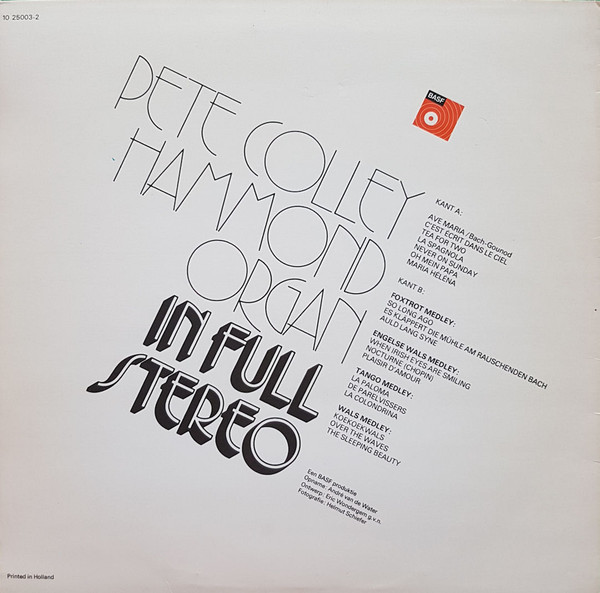 10 25003-2
PETE COLLEY
HAMMOND
ORGAN
IN FULL
STEREO
BASF
KANT A:
AVE MARIA/Bach-Gounod
C'EST ÉCRIT DANS LE CIEL
TEA FOR TWO
LA SPAGNOLA
NEVER ON SUNDAY
OH MEIN PAPA
MARIA HELENA
KANT B:
FOXTROT MEDLEY:
SO LONG AGO
ES KLAPPERT DIE MÜHLE AM RAUSCHENDEN BACH
AULD LANG SYNE
ENGELSE WALS MEDLEY:
WHEN IRISH EYES ARE SMILING
NOCTURNE (CHOPIN)
PLAISIR D'AMOUR
TANGO MEDLEY:
LA PALOMA
DE PARELVISSERS
LA COLONDRINA
WALS MEDLEY:
KOEKOEKWALS
OVER THE WAVES
THE SLEEPING BEAUTY
Een BASF produktie
Opname: André van de Water
Ontwerp: Eric Wondergem g.v.n.
Fotografie: Helmut Schiefer
Printed in Holland